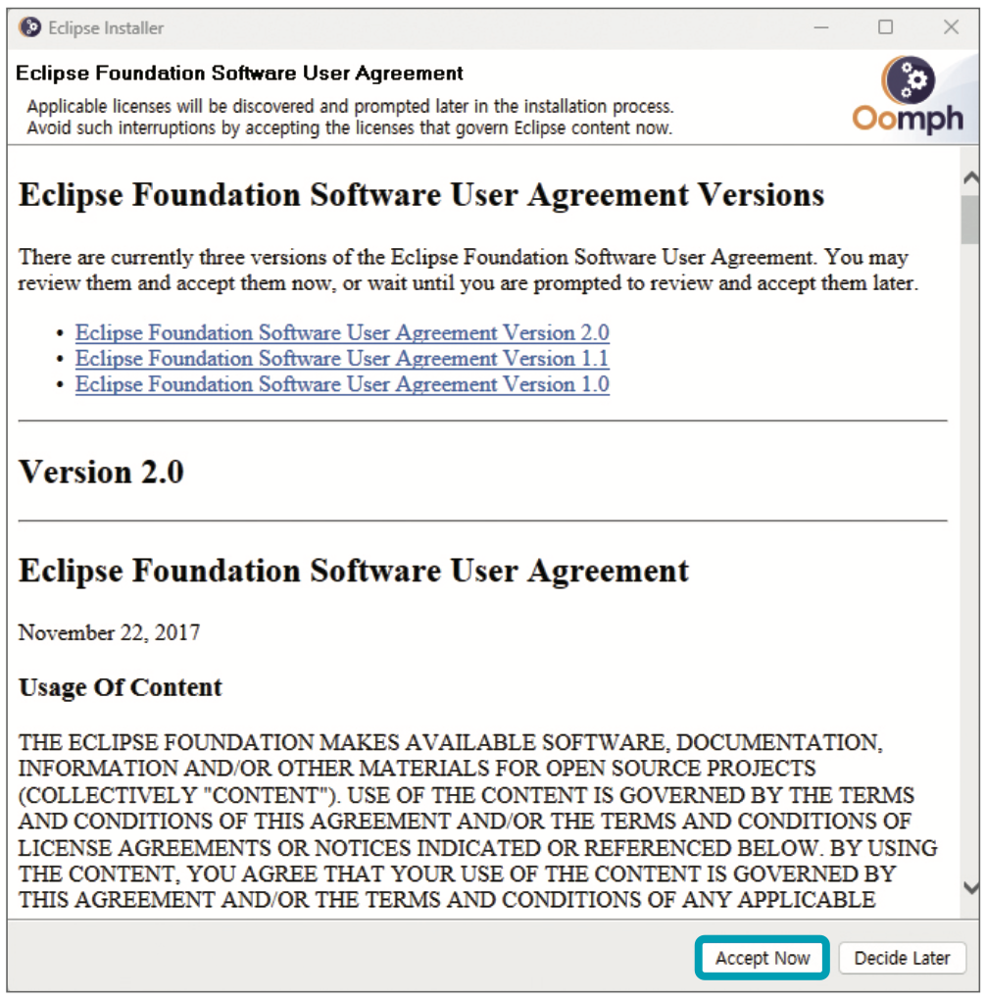 Eclipse Installer
Eclipse Foundation Software User Agreement
Applicable licenses will be discovered and prompted later in the installation process.
Avoid such interruptions by accepting the licenses that govern Eclipse content now.
Oomph
Eclipse Foundation Software User Agreement Versions
There are currently three versions of the Eclipse Foundation Software User Agreement. You may
review them and accept them now, or wait until you are prompted to review and accept them later.
• Eclipse Foundation Software User Agreement Version 2.0
• Eclipse Foundation Software User Agreement Version 1.1
• Eclipse Foundation Software User Agreement Version 1.0
Version 2.0
Eclipse Foundation Software User Agreement
November 22, 2017
Usage Of Content
THE ECLIPSE FOUNDATION MAKES AVAILABLE SOFTWARE, DOCUMENTATION,
INFORMATION AND/OR OTHER MATERIALS FOR OPEN SOURCE PROJECTS
(COLLECTIVELY "CONTENT"). USE OF THE CONTENT IS GOVERNED BY THE TERMS
AND CONDITIONS OF THIS AGREEMENT AND/OR THE TERMS AND CONDITIONS OF
LICENSE AGREEMENTS OR NOTICES INDICATED OR REFERENCED BELOW. BY USING
THE CONTENT, YOU AGREE THAT YOUR USE OF THE CONTENT IS GOVERNED BY
THIS AGREEMENT AND/OR THE TERMS AND CONDITIONS OF ANY APPLICABLE
Accept Now
Decide Later